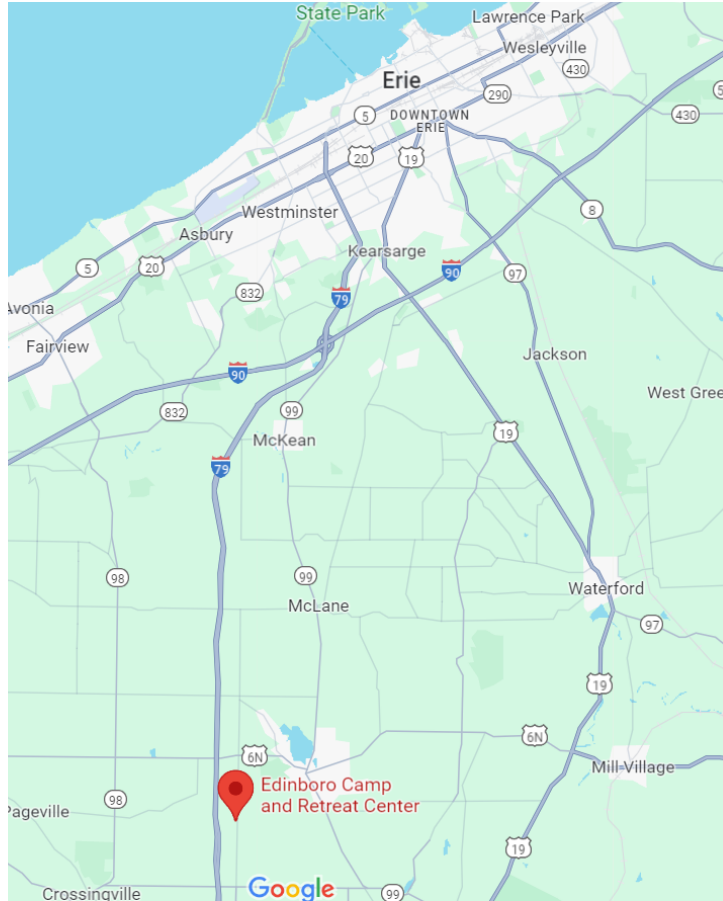 State Park
Lawrence Park
Wesleyville
430
Erie
290
5
5
DOWNTOWN
ERIE
430
20
19
Westminster
8
Asbury
Kearsarge
5
20
90
97
832
79
Avonia
Fairview
Jackson
90
West Gree
832
99
McKean
19
79
98
99
Waterford
McLane
97
19
6N
6N
Mill Village
Edinboro Camp
and Retreat Center
98
Pageville
19
Crossingville
Google
99